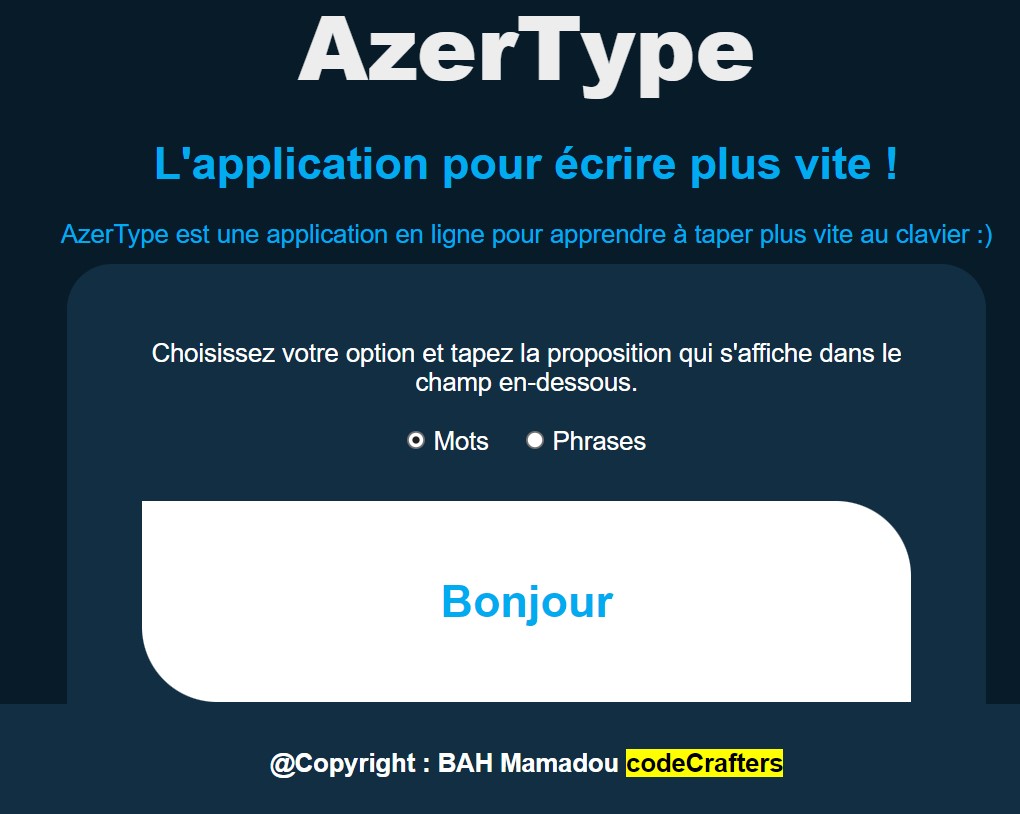 AzerType
L'application pour écrire plus vite !
AzerType est une application en ligne pour apprendre à taper plus vite au clavier :)
Choisissez votre option et tapez la proposition qui s'affiche dans le
champ en-dessous.
Mots Phrases
Bonjour
@Copyright : BAH Mamadou codeCrafters